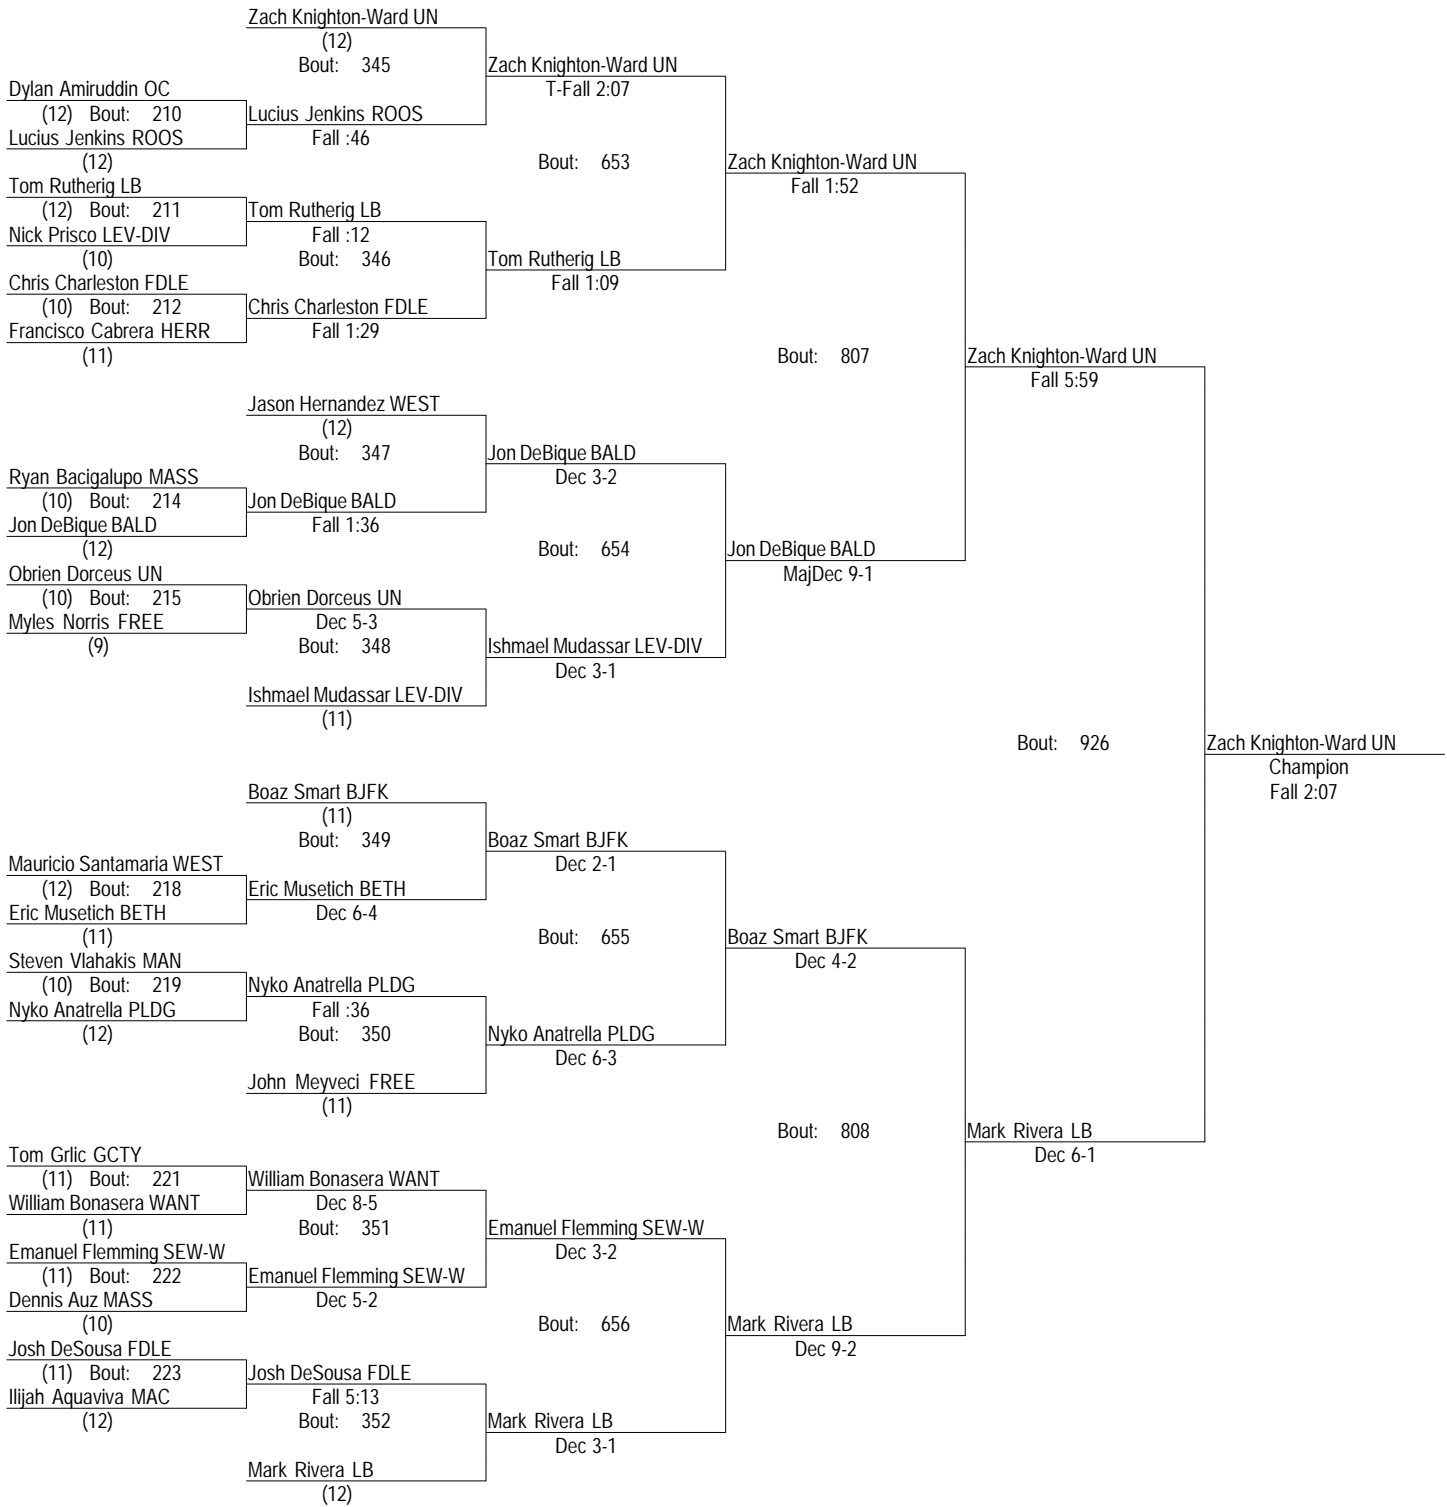 Zach Knighton-Ward UN
(12)
Bout: 345
Zach Knighton-Ward UN
T-Fall 2:07
Dylan Amiruddin OC
(12) Bout: 210
Lucius Jenkins ROOS
Lucius Jenkins ROOS
Fall :46
(12)
Bout: 653
Zach Knighton-Ward UN
Fall 1:52
Tom Rutherig LB
(12) Bout: 211
Tom Rutherig LB
Nick Prisco LEV-DIV
Fall :12
(10)
Bout: 346
Tom Rutherig LB
Fall 1:09
Chris Charleston FDLE
(10) Bout: 212
Chris Charleston FDLE
Francisco Cabrera HERR
Fall 1:29
(11)
Bout: 807
Zach Knighton-Ward UN
Fall 5:59
Jason Hernandez WEST
(12)
Bout: 347
Jon DeBique BALD
Dec 3-2
Ryan Bacigalupo MASS
(10) Bout: 214
Jon DeBique BALD
Jon DeBique BALD
Fall 1:36
(12)
Bout: 654
Jon DeBique BALD
MajDec 9-1
Obrien Dorceus UN
(10) Bout: 215
Obrien Dorceus UN
Myles Norris FREE
Dec 5-3
(9)
Bout: 348
Ishmael Mudassar LEV-DIV
Dec 3-1
Ishmael Mudassar LEV-DIV
(11)
Bout: 926
Zach Knighton-Ward UN
Champion
Fall 2:07
Boaz Smart BJFK
(11)
Bout: 349
Boaz Smart BJFK
Dec 2-1
Mauricio Santamaria WEST
(12) Bout: 218
Eric Musetich BETH
Eric Musetich BETH
Dec 6-4
(11)
Bout: 655
Boaz Smart BJFK
Dec 4-2
Steven Vlahakis MAN
(10) Bout: 219
Nyko Anatrella PLDG
Nyko Anatrella PLDG
Fall :36
(12)
Bout: 350
Nyko Anatrella PLDG
Dec 6-3
John Meyveci FREE
(11)
Bout: 808
Mark Rivera LB
Dec 6-1
Tom Grlic GCTY
(11) Bout: 221
William Bonasera WANT
William Bonasera WANT
Dec 8-5
(11)
Bout: 351
Emanuel Flemming SEW-W
Dec 3-2
Emanuel Flemming SEW-W
(11) Bout: 222
Emanuel Flemming SEW-W
Dennis Auz MASS
Dec 5-2
(10)
Bout: 656
Mark Rivera LB
Dec 9-2
Josh DeSousa FDLE
(11) Bout: 223
Josh DeSousa FDLE
Ilijah Aquaviva MAC
Fall 5:13
(12)
Bout: 352
Mark Rivera LB
Dec 3-1
Mark Rivera LB
(12)